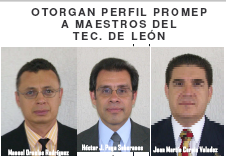 OTORGAN PERFIL PROMEP
A MAESTROS DEL
TEC. DE LEÓN
Manuel Ornelas Rodríguez
Héctor J. Puga Soberanes
Juan Martín Carpio Valadez